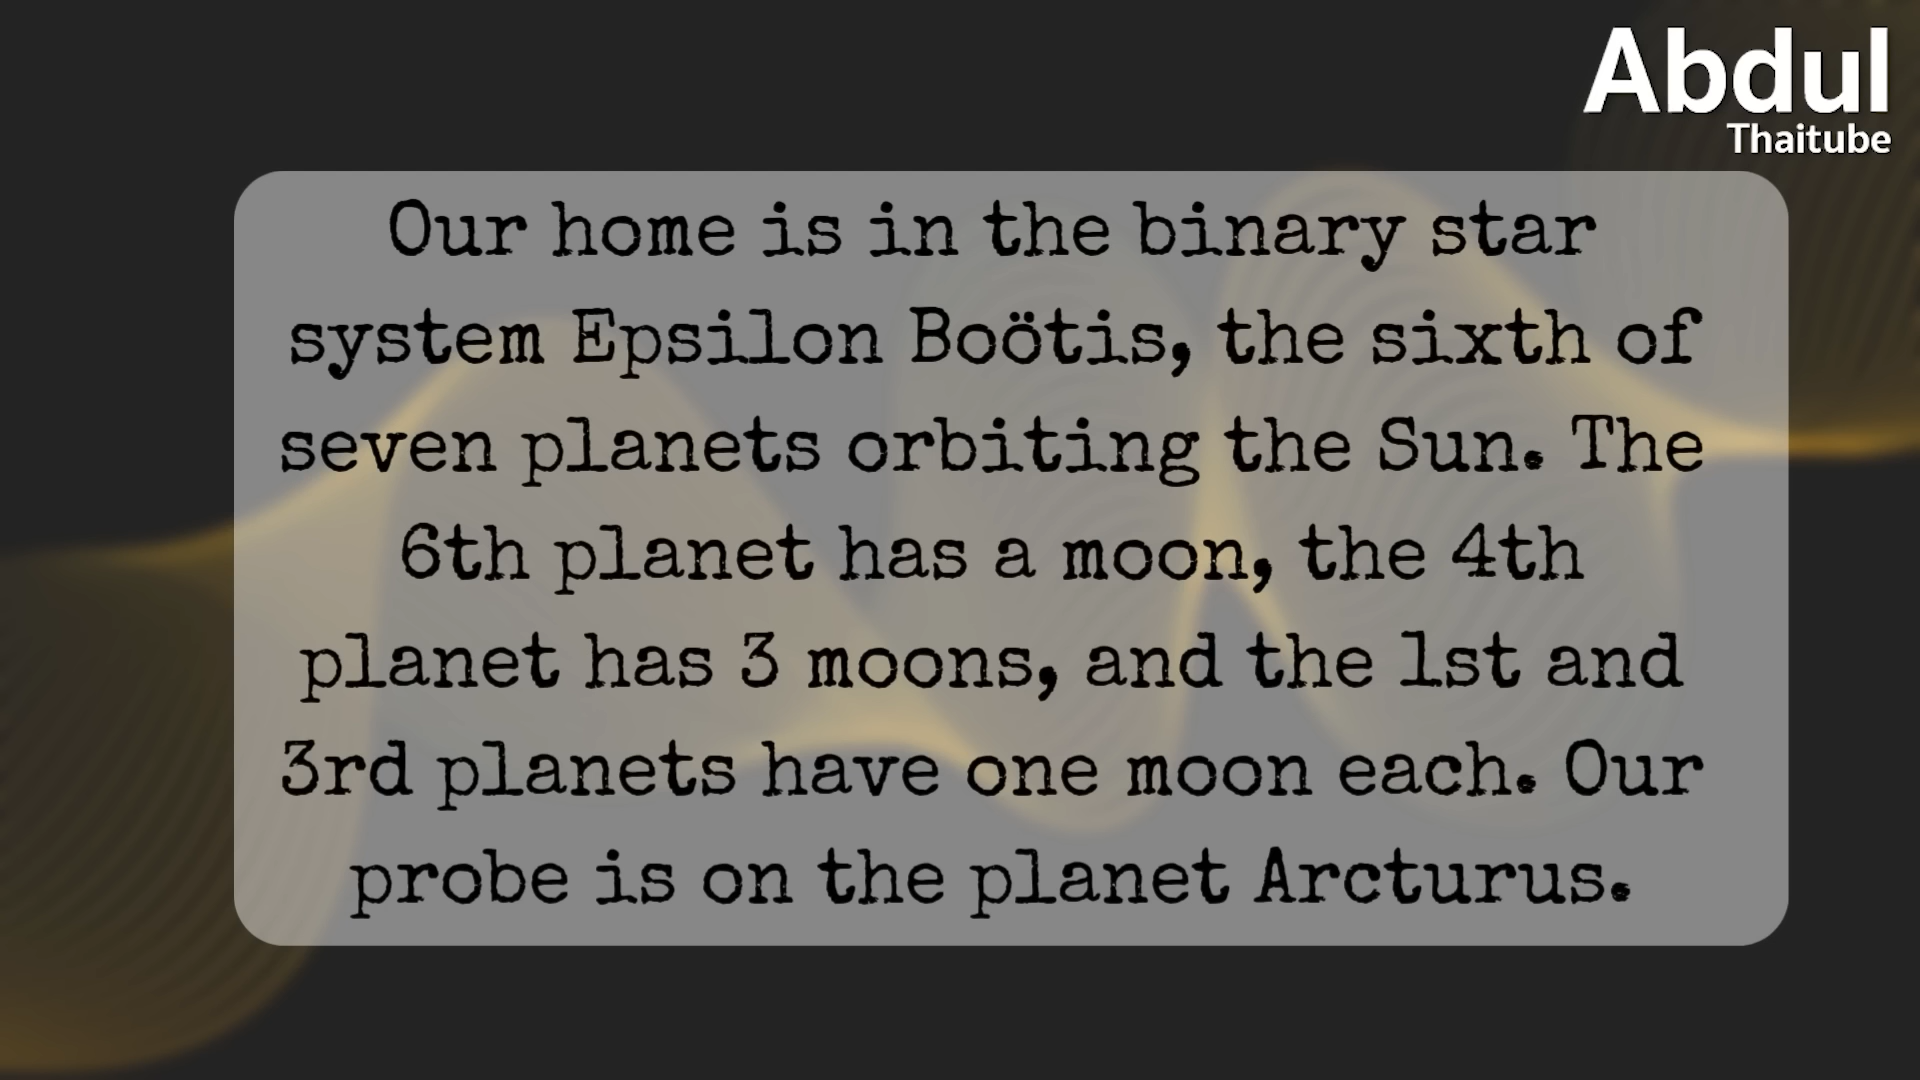 Abdul
Thaitube
Our home is in the binary star
system Epsilon Boötis, the sixth of
seven planets orbiting the Sun. The
6th planet has a moon, the 4th
planet has 3 moons, and the 1st and
3rd planets have one moon each. Our
probe is on the planet Arcturus.